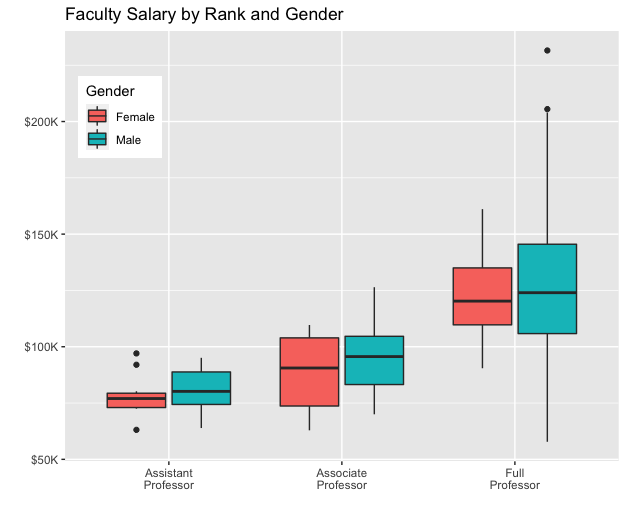 Faculty Salary by Rank and Gender
Gender
Female
Male
$200K
$150K
$100K
$50K
Assistant
Professor
Associate
Professor
Full
Professor